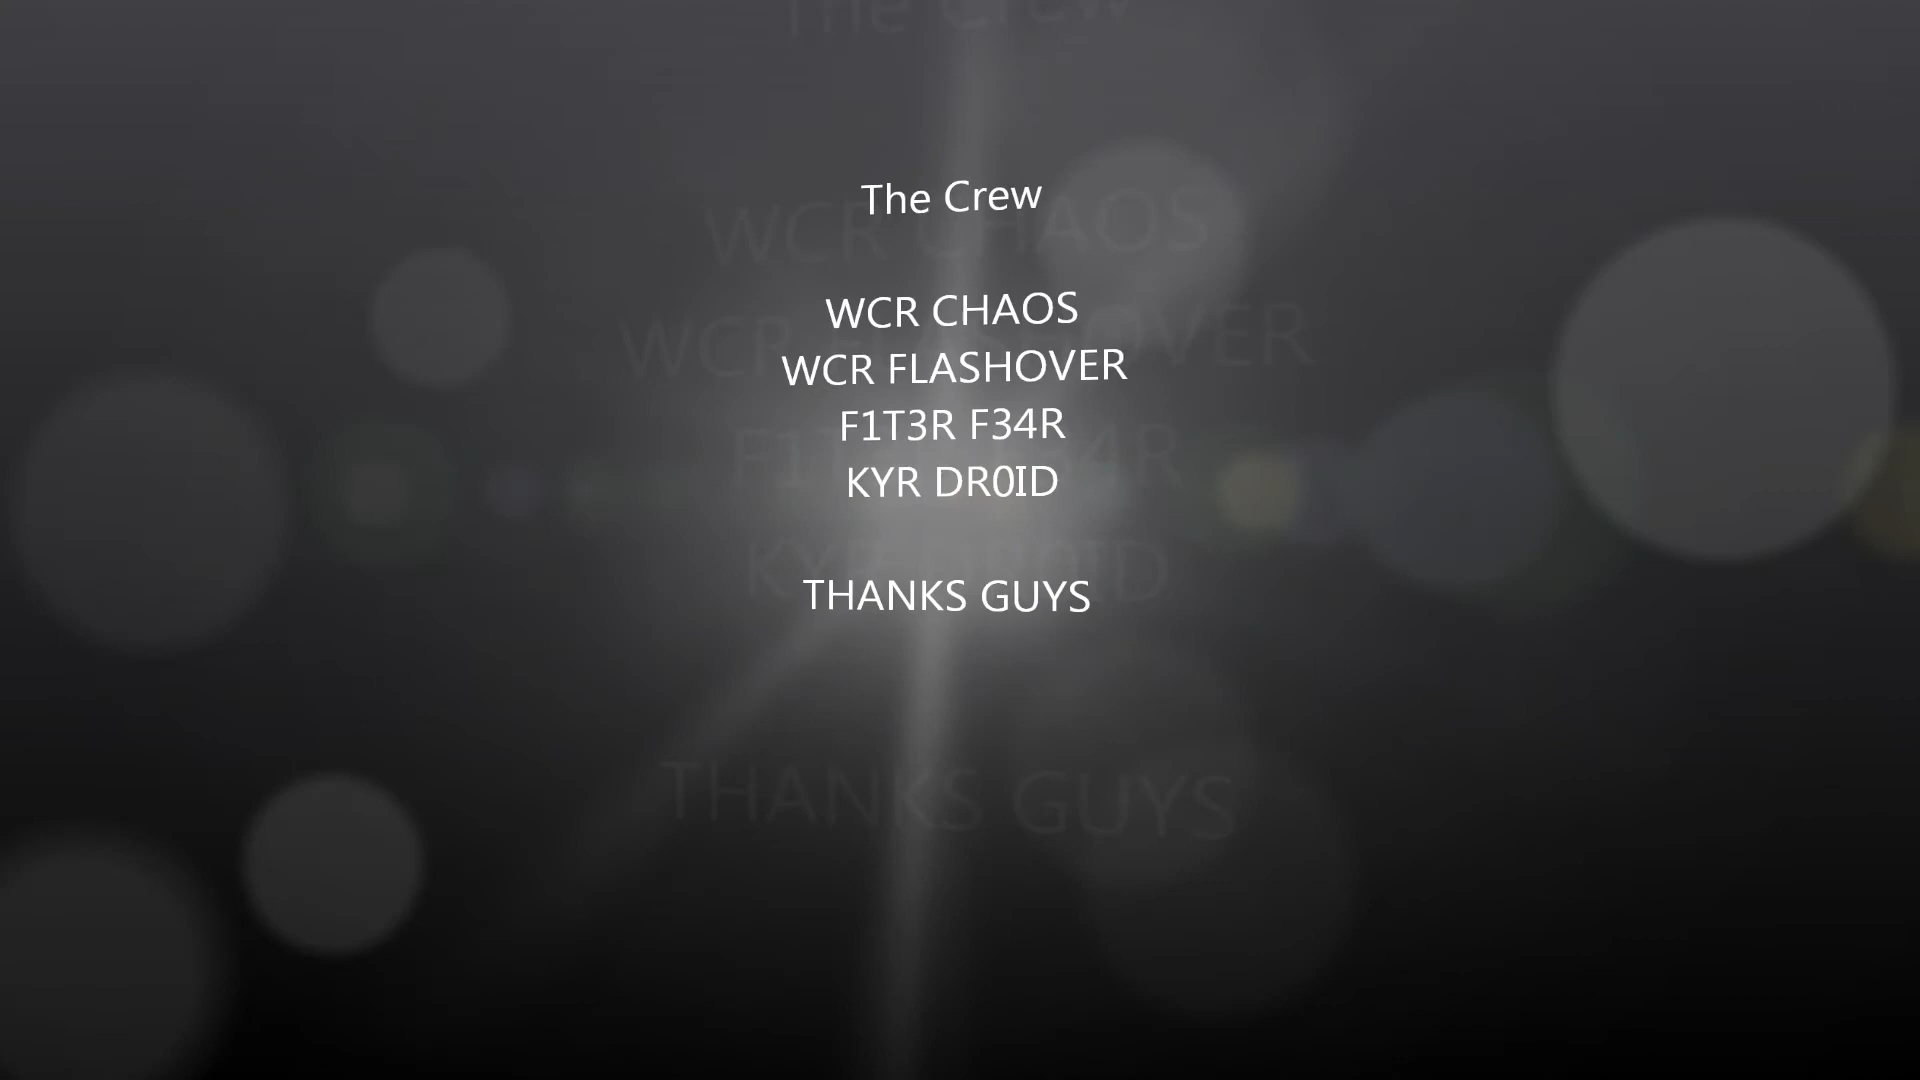 The Crew
WCR CHAOS
WCR FLASHOVER
F1T3R F34R
KYR DR0ID
THANKS GUYS